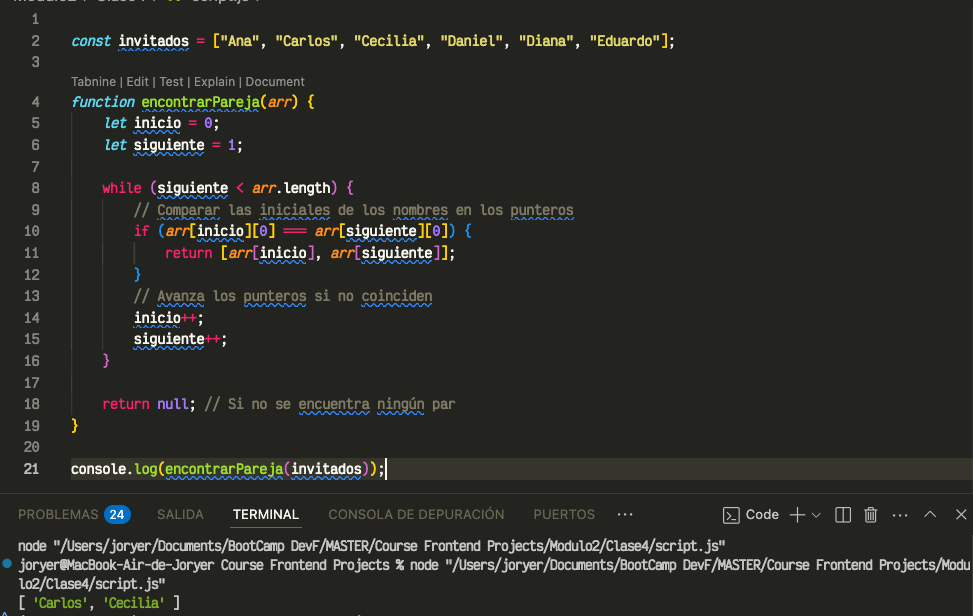 1
2 const invitados = ["Ana", "Carlos", "Cecilia", "Daniel", "Diana", "Eduardo"];
3
Tabnine | Edit | Test | Explain | Document
4 function encontrarPareja(arr) {
5 let inicio = 0;
6 let siguiente = 1;
7
8 while (siguiente < arr.length) {
9 // Comparar las iniciales de los nombres en los punteros
10 if (arr[inicio][0] === arr[siguiente][0]) {
11 return [arr[inicio], arr[siguiente]];
12 }
13 // Avanza los punteros si no coinciden
14 inicio++;
15 siguiente++;
16 }
17
18 return null; // Si no se encuentra ningún par
19 }
20
21 console.log(encontrarPareja(invitados));
PROBLEMAS 24 SALIDA TERMINAL CONSOLA DE DEPURACIÓN PUERTOS ··· Code
node "/Users/joryer/Documents/BootCamp DevF/MASTER/Course Frontend Projects/Modulo2/Clase4/script.js"
joryer@MacBook-Air-de-Joryer Course Frontend Projects % node "/Users/joryer/Documents/BootCamp DevF/MASTER/Course Frontend Projects/Modu
lo2/Clase4/script.js"
[ 'Carlos', 'Cecilia' ]